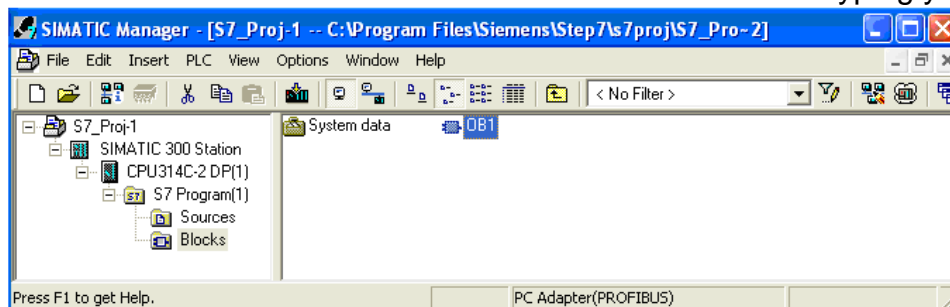 SIMATIC Manager - [S7_Proj-1 -- C:\Program Files\Siemens\Step7\s7proj\S7_Pro~2]
File Edit Insert PLC View Options Window Help
< No Filter >
S7_Proj-1
SIMATIC 300 Station
CPU314C-2 DP(1)
S7 Program(1)
Sources
Blocks
System data OB1
Press F1 to get Help. PC Adapter(PROFIBUS)